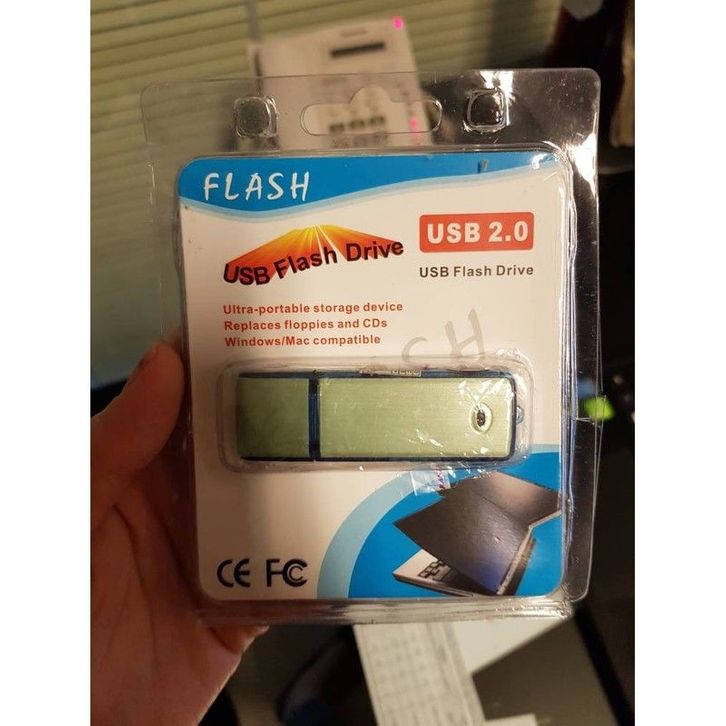 FLASH
USB Flash Drive
USB 2.0
USB Flash Drive
Ultra-portable storage device
Replaces floppies and CDs
Windows/Mac compatible
SH
CE FC